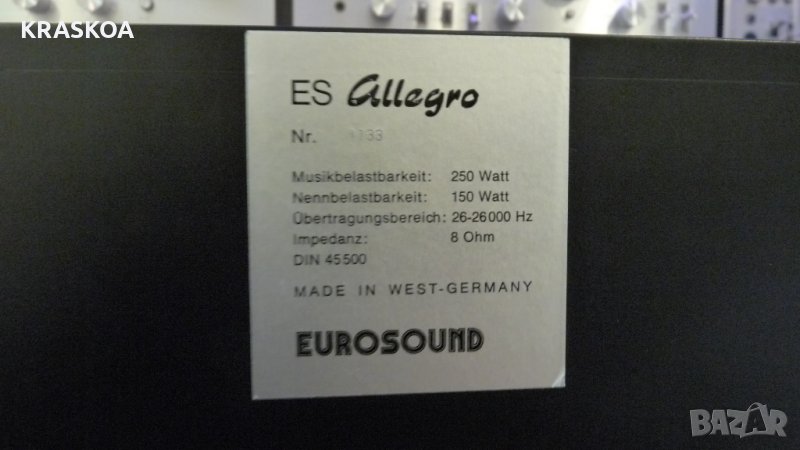 KRASKOA
ES Allegro
Nr.
Musikbelastbarkeit: 250 Watt
Nennbelastbarkeit: 150 Watt
Übertragungsbereich: 26-26000 Hz
Impedanz: 8 Ohm
DIN 45500
MADE IN WEST-GERMANY
EUROSOUND
BAZAR